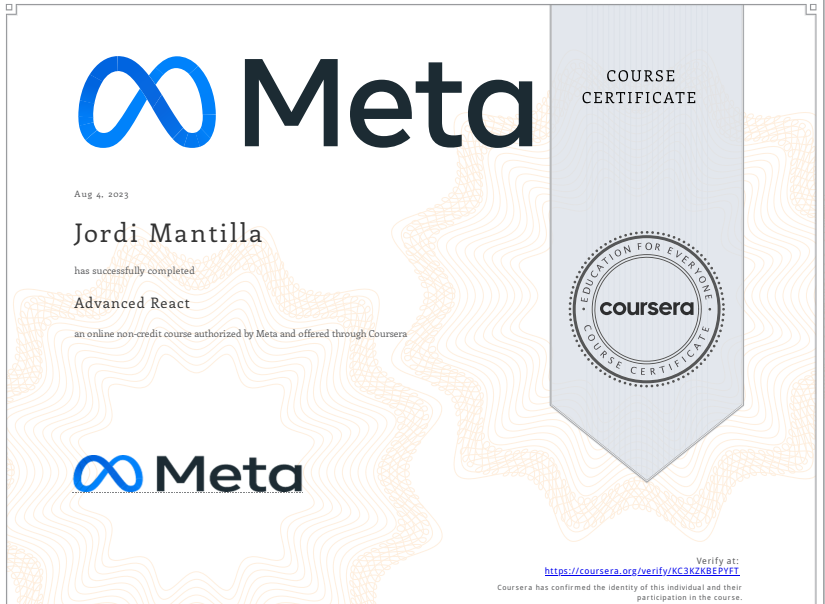 Meta
COURSE
CERTIFICATE
Aug 4, 2023
Jordi Mantilla
has successfully completed
Advanced React
an online non-credit course authorized by Meta and offered through Coursera
EDUCATION FOR EVERYONE
coursera
COURSE CERTIFICATE
Meta
Verify at:
https://coursera.org/verify/KC3KZKBEPYFT
Coursera has confirmed the identity of this individual and their
participation in the course.